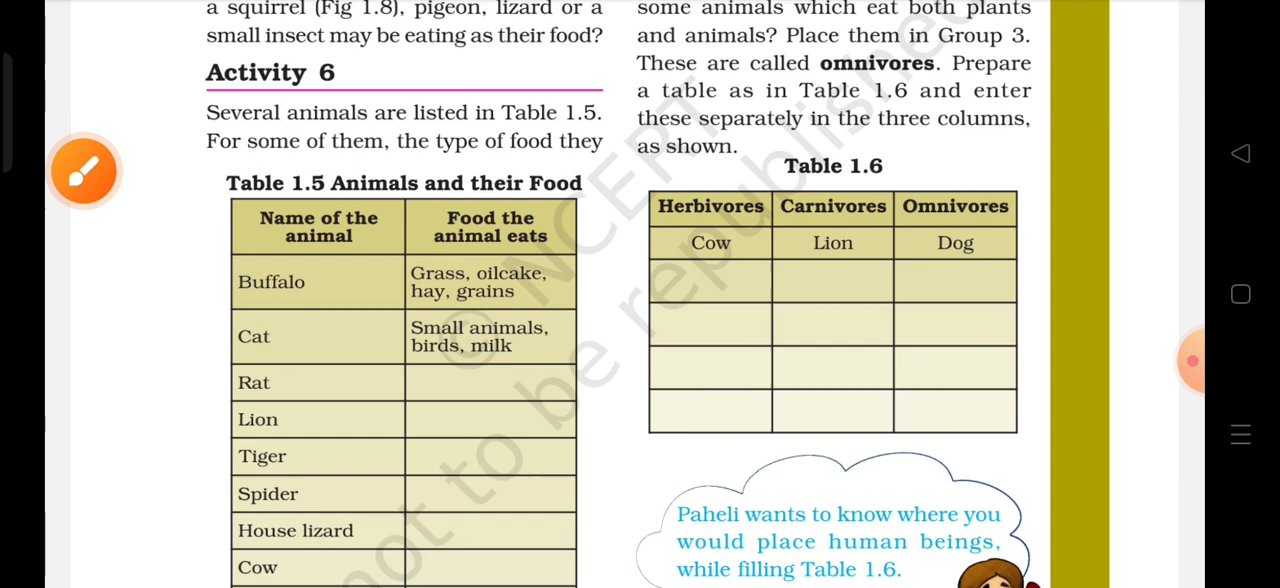 a squirrel (Fig 1.8), pigeon, lizard or a
small insect may be eating as their food?
Activity 6
Several animals are listed in Table 1.5.
For some of them, the type of food they
Table 1.5 Animals and their Food
Name of the animal | Food the animal eats
Buffalo | Grass, oilcake, hay, grains
Cat | Small animals, birds, milk
Rat
Lion
Tiger
Spider
House lizard
Cow
some animals which eat both plants
and animals? Place them in Group 3.
These are called omnivores. Prepare
a table as in Table 1.6 and enter
these separately in the three columns,
as shown.
Table 1.6
Herbivores | Carnivores | Omnivores
Cow | Lion | Dog
Paheli wants to know where you
would place human beings,
while filling Table 1.6.
© NCERT
not to be republished